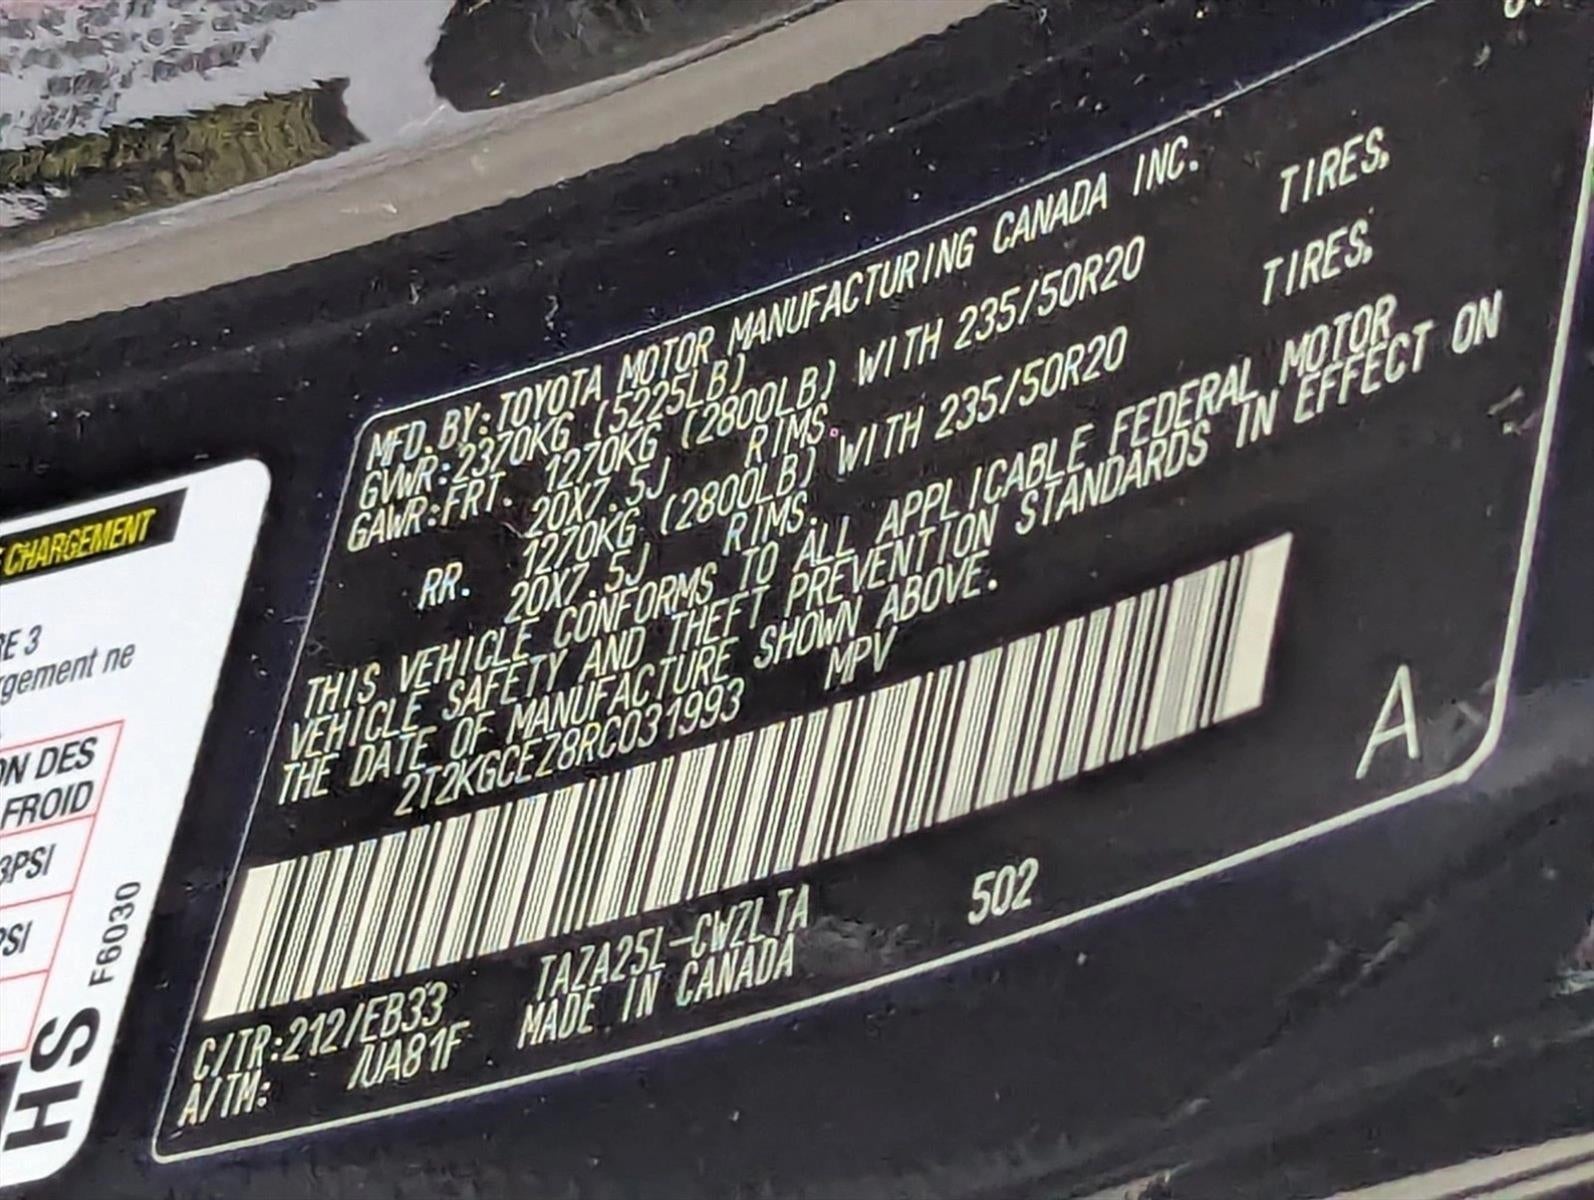 MFD. BY: TOYOTA MOTOR MANUFACTURING CANADA INC.
GVWR: 2370KG (5225LB)
GAWR: FRT. 1270KG (2800LB) WITH 235/50R20 TIRES,
20X7.5J RIMS.
RR. 1270KG (2800LB) WITH 235/50R20 TIRES,
20X7.5J RIMS.
THIS VEHICLE CONFORMS TO ALL APPLICABLE FEDERAL MOTOR
VEHICLE SAFETY AND THEFT PREVENTION STANDARDS IN EFFECT ON
THE DATE OF MANUFACTURE SHOWN ABOVE.
2T2KGCEZ8RC031993 MPV
A
C/TR:212/EB33 TAZA25L-CWZLTA 502
A/TM: /UA81F MADE IN CANADA
CHARGEMENT
RE 3
gement ne
ON DES
FROID
3PSI
PSI
F6030
HS